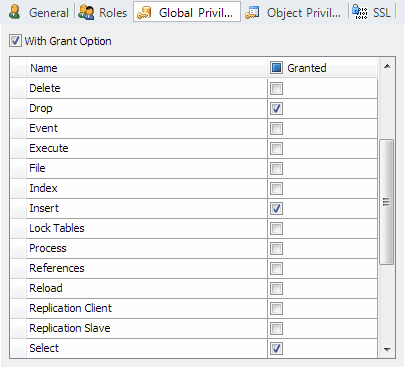 General Roles Global Privil... Object Privil... SSL
With Grant Option
Name Granted
Delete
Drop
Event
Execute
File
Index
Insert
Lock Tables
Process
References
Reload
Replication Client
Replication Slave
Select